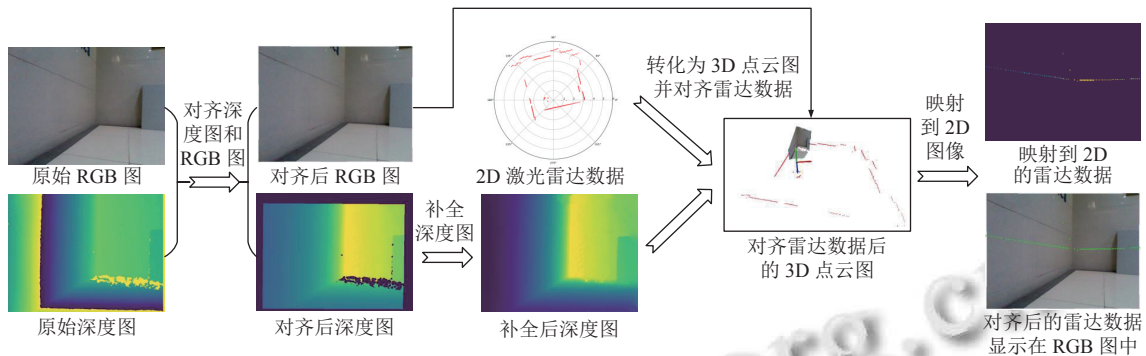 原始 RGB 图
原始深度图
对齐深
度图和
RGB 图
对齐后 RGB 图
对齐后深度图
补全
深度图
2D 激光雷达数据
补全后深度图
转化为 3D 点云图
并对齐雷达数据
对齐雷达数据后
的 3D 点云图
映射
到 2D
图像
映射到 2D
的雷达数据
对齐后的雷达数据
显示在 RGB 图中